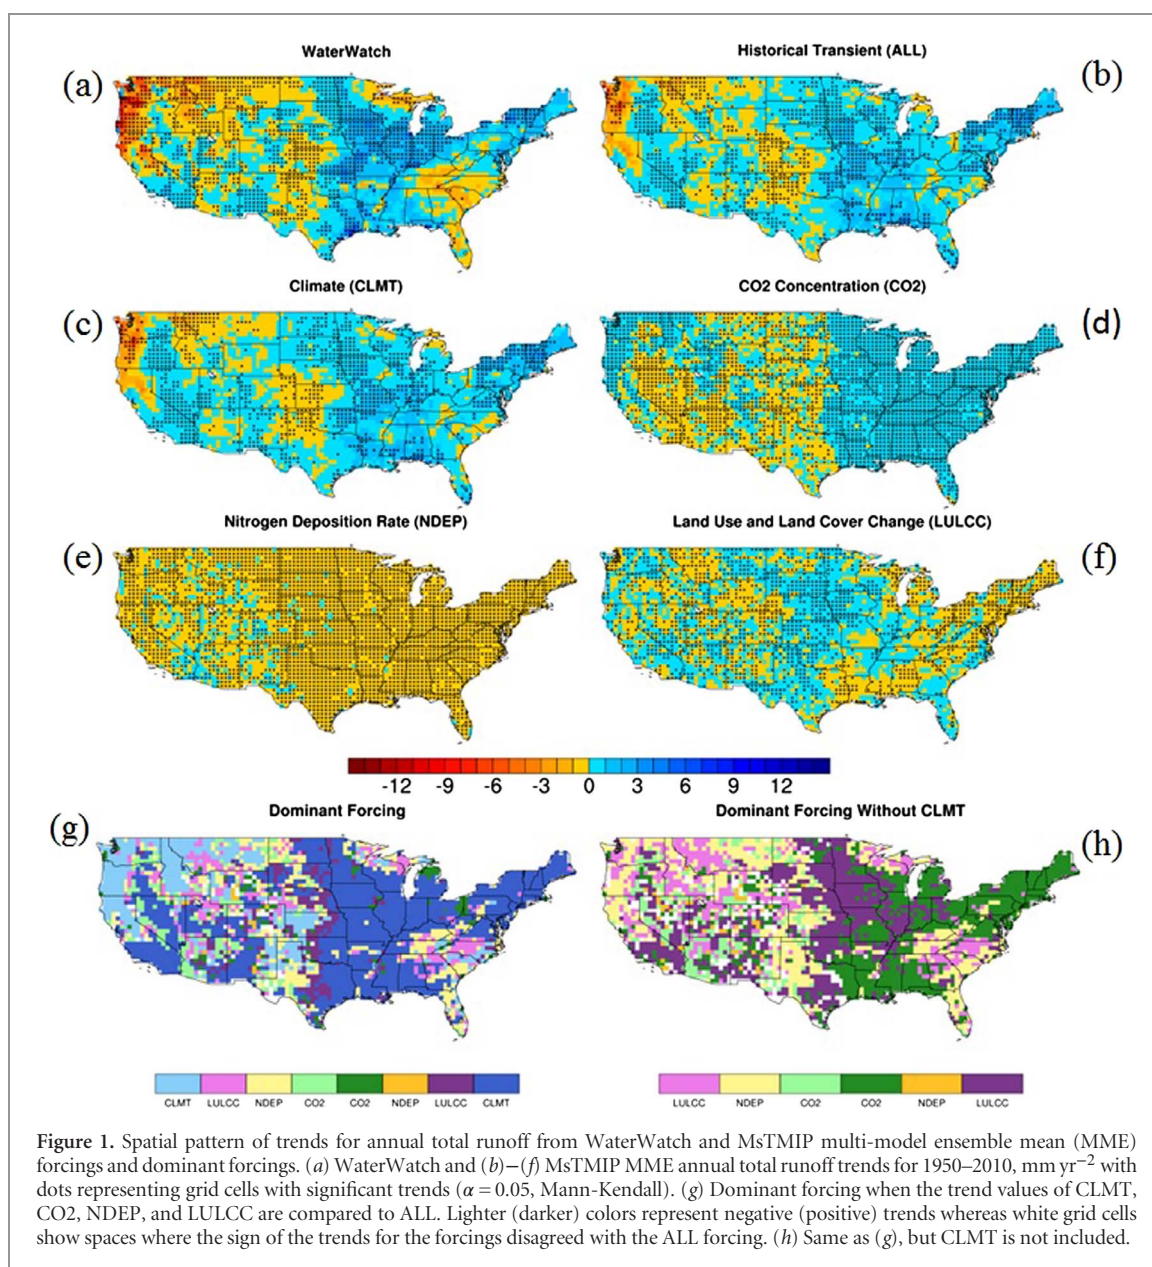 WaterWatch
Historical Transient (ALL)
(a)
(b)
Climate (CLMT)
CO2 Concentration (CO2)
(c)
(d)
Nitrogen Deposition Rate (NDEP)
Land Use and Land Cover Change (LULCC)
(e)
(f)
-12 -9 -6 -3 0 3 6 9 12
Dominant Forcing
Dominant Forcing Without CLMT
(g)
(h)
CLMT LULCC NDEP CO2 CO2 NDEP LULCC CLMT
LULCC NDEP CO2 CO2 NDEP LULCC
Figure 1. Spatial pattern of trends for annual total runoff from WaterWatch and MsTMIP multi-model ensemble mean (MME)
forcings and dominant forcings. (a) WaterWatch and (b)–(f) MsTMIP MME annual total runoff trends for 1950–2010, mm yr−2 with
dots representing grid cells with significant trends (α = 0.05, Mann-Kendall). (g) Dominant forcing when the trend values of CLMT,
CO2, NDEP, and LULCC are compared to ALL. Lighter (darker) colors represent negative (positive) trends whereas white grid cells
show spaces where the sign of the trends for the forcings disagreed with the ALL forcing. (h) Same as (g), but CLMT is not included.